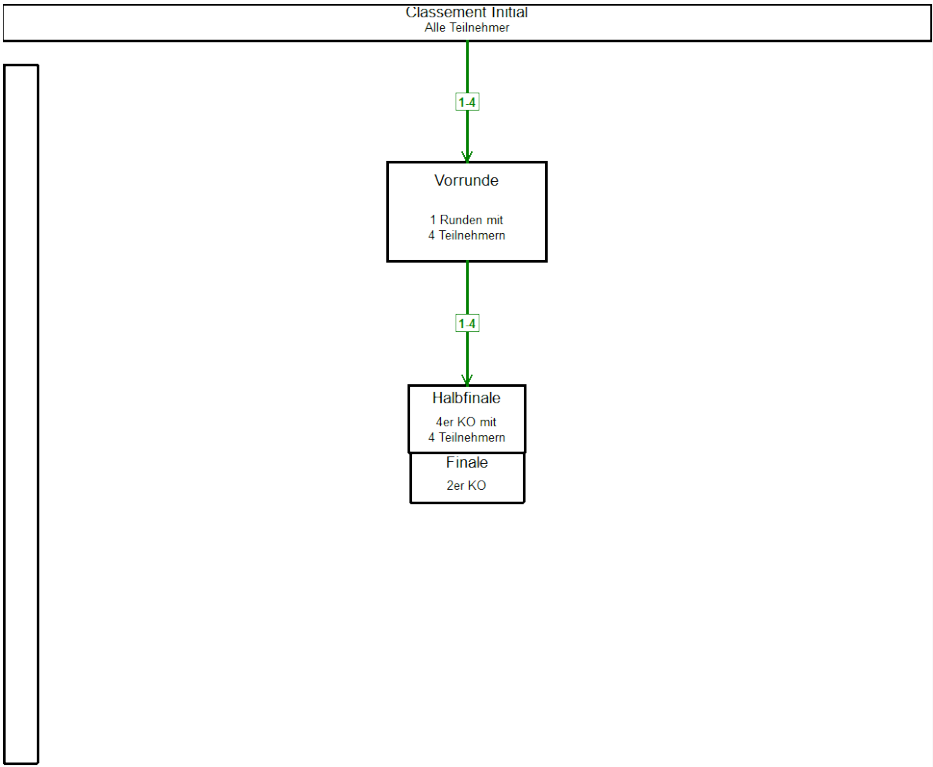 Classement Initial
Alle Teilnehmer
1-4
Vorrunde
1 Runden mit
4 Teilnehmern
1-4
Halbfinale
4er KO mit
4 Teilnehmern
Finale
2er KO